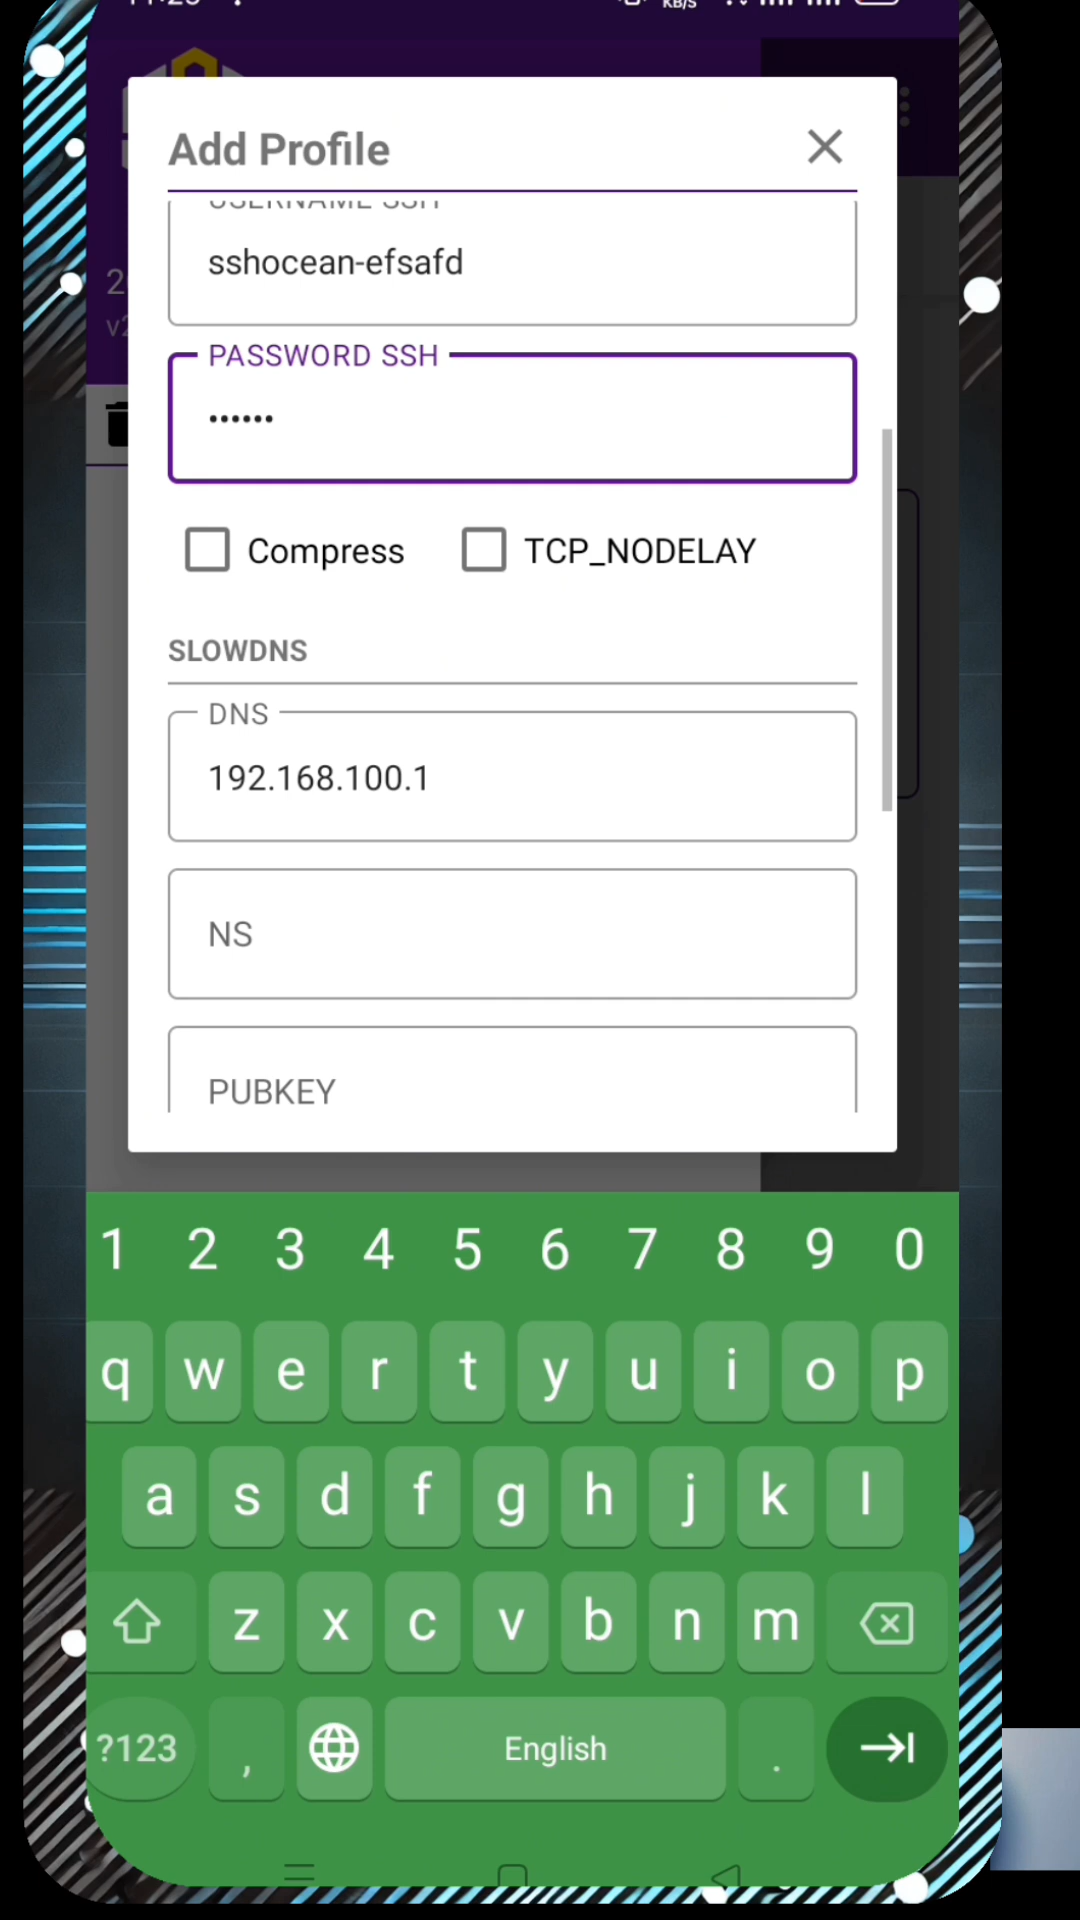 KB/S
Add Profile
USERNAME SSH
sshocean-efsafd
PASSWORD SSH
••••••
Compress
TCP_NODELAY
SLOWDNS
DNS
192.168.100.1
NS
PUBKEY
1 2 3 4 5 6 7 8 9 0
q w e r t y u i o p
a s d f g h j k l
z x c v b n m
?123 , English .